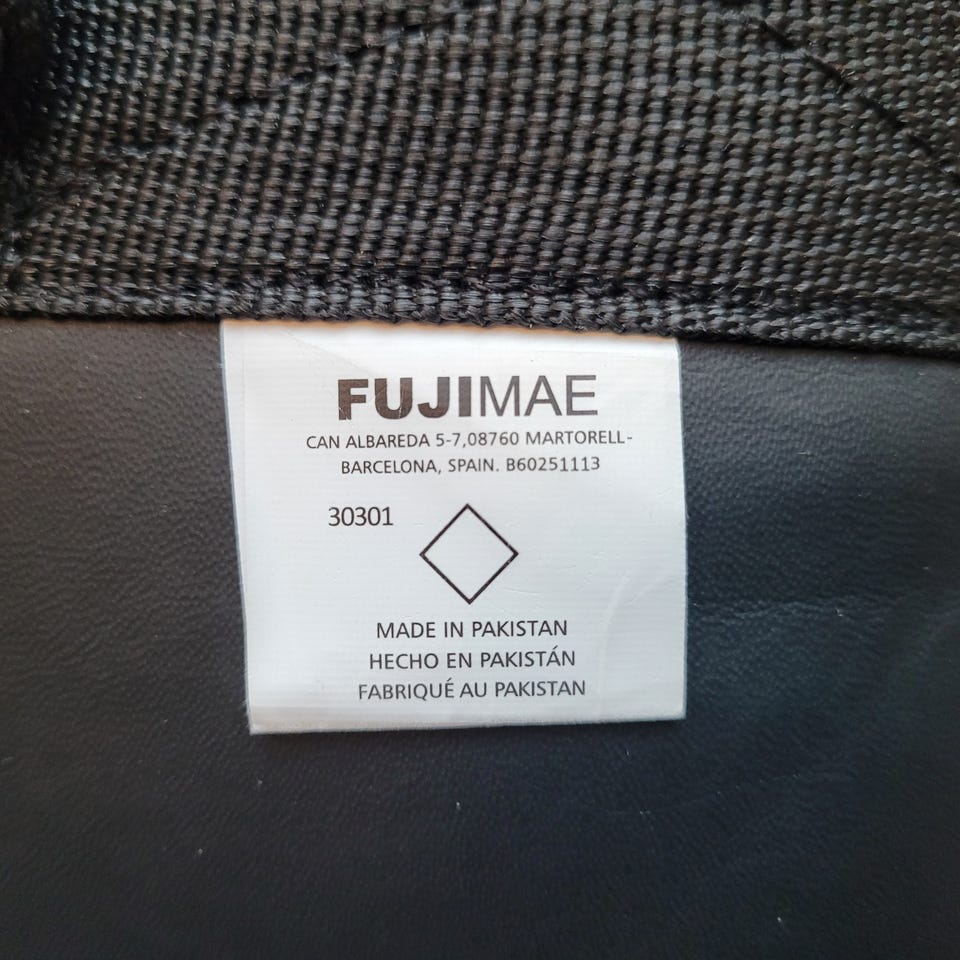 FUJIMAE
CAN ALBAREDA 5-7,08760 MARTORELL-
BARCELONA, SPAIN. B60251113
30301
MADE IN PAKISTAN
HECHO EN PAKISTÁN
FABRIQUÉ AU PAKISTAN